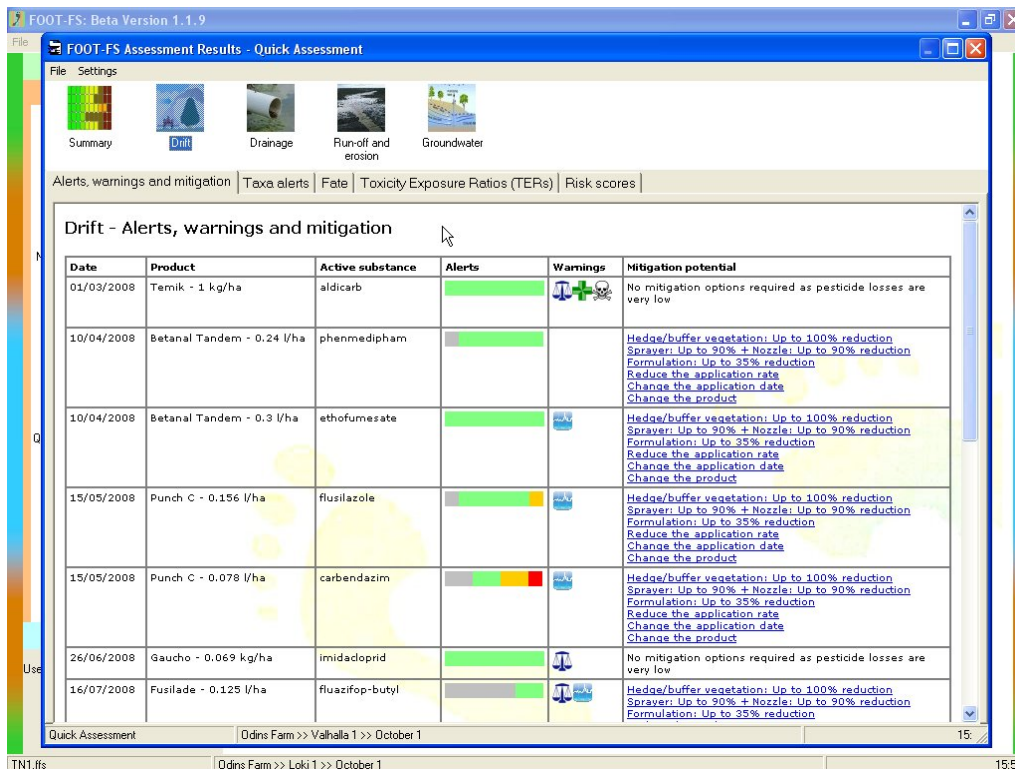 FOOT-FS: Beta Version 1.1.9
File
FOOT-FS Assessment Results - Quick Assessment
File Settings
Summary
Drift
Drainage
Run-off and
erosion
Groundwater
Alerts, warnings and mitigation Taxa alerts Fate Toxicity Exposure Ratios (TERs) Risk scores
Drift - Alerts, warnings and mitigation
Date Product Active substance Alerts Warnings Mitigation potential
01/03/2008 Temik - 1 kg/ha aldicarb No mitigation options required as pesticide losses are
very low
10/04/2008 Betanal Tandem - 0.24 l/ha phenmedipham Hedge/buffer vegetation: Up to 100% reduction
Sprayer: Up to 90% + Nozzle: Up to 90% reduction
Formulation: Up to 35% reduction
Reduce the application rate
Change the application date
Change the product
10/04/2008 Betanal Tandem - 0.3 l/ha ethofumesate Hedge/buffer vegetation: Up to 100% reduction
Sprayer: Up to 90% + Nozzle: Up to 90% reduction
Formulation: Up to 35% reduction
Reduce the application rate
Change the application date
Change the product
15/05/2008 Punch C - 0.156 l/ha flusilazole Hedge/buffer vegetation: Up to 100% reduction
Sprayer: Up to 90% + Nozzle: Up to 90% reduction
Formulation: Up to 35% reduction
Reduce the application rate
Change the application date
Change the product
15/05/2008 Punch C - 0.078 l/ha carbendazim Hedge/buffer vegetation: Up to 100% reduction
Sprayer: Up to 90% + Nozzle: Up to 90% reduction
Formulation: Up to 35% reduction
Reduce the application rate
Change the application date
Change the product
26/06/2008 Gaucho - 0.069 kg/ha imidacloprid No mitigation options required as pesticide losses are
very low
16/07/2008 Fusilade - 0.125 l/ha fluazifop-butyl Hedge/buffer vegetation: Up to 100% reduction
Sprayer: Up to 90% + Nozzle: Up to 90% reduction
Formulation: Up to 35% reduction
Use
Quick Assessment Odins Farm >> Valhalla 1 >> October 1 15:
TN1.ffs Odins Farm >> Loki 1 >> October 1 15:5